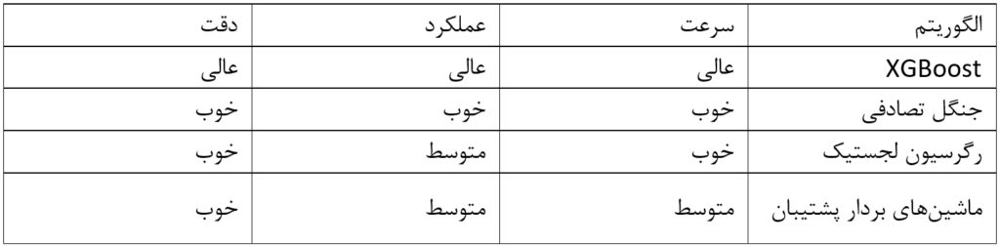 الگوریتم سرعت عملکرد دقت
XGBoost عالی عالی عالی
جنگل تصادفی خوب خوب خوب
رگرسیون لجستیک خوب متوسط خوب
ماشین‌های بردار پشتیبان متوسط متوسط خوب